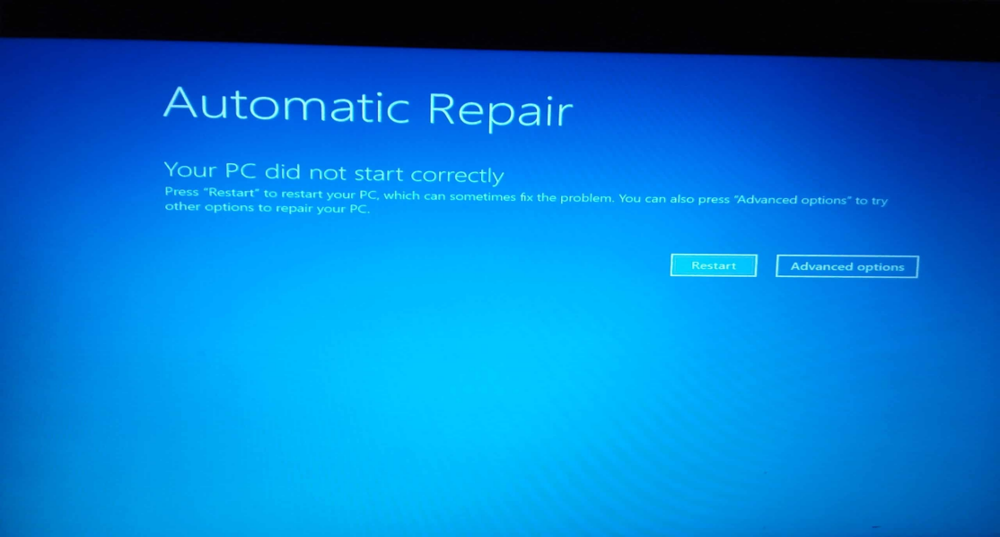 Automatic Repair
Your PC did not start correctly
Press "Restart" to restart your PC, which can sometimes fix the problem. You can also press "Advanced options" to try
other options to repair your PC.
Restart
Advanced options